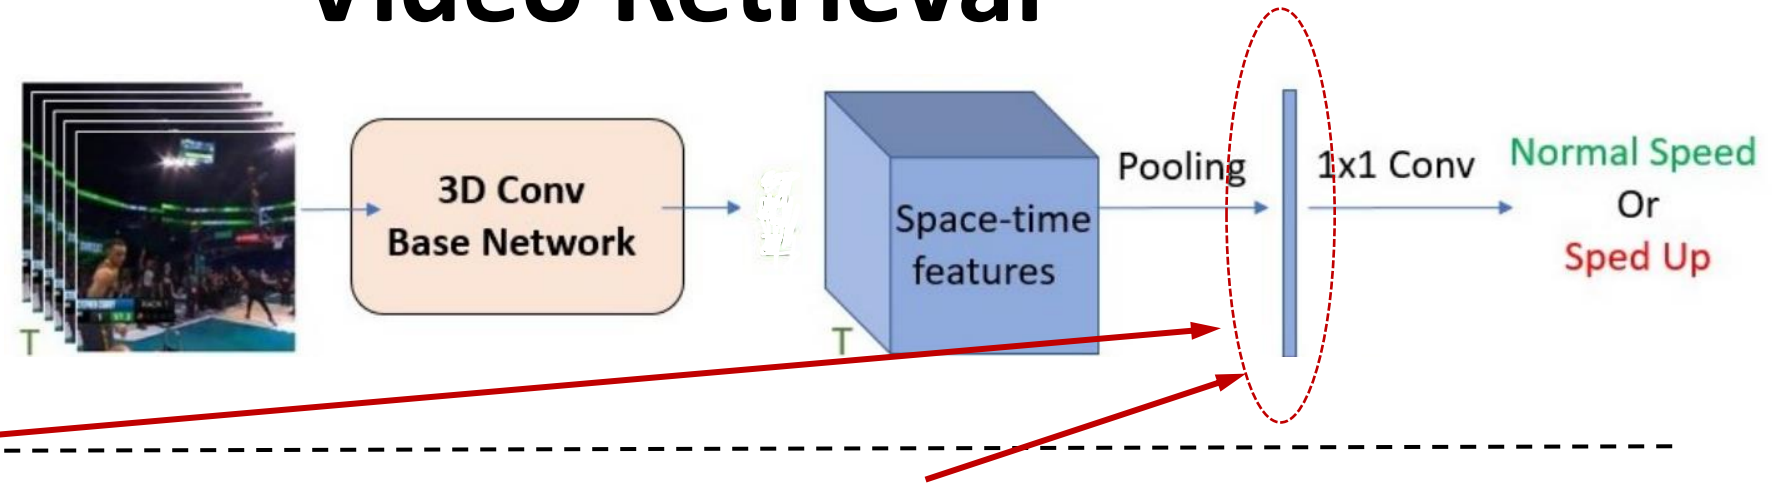 Video Retrieval
3D Conv
Base Network
Space-time
features
Pooling
1x1 Conv
Normal Speed
Or
Sped Up
T
T